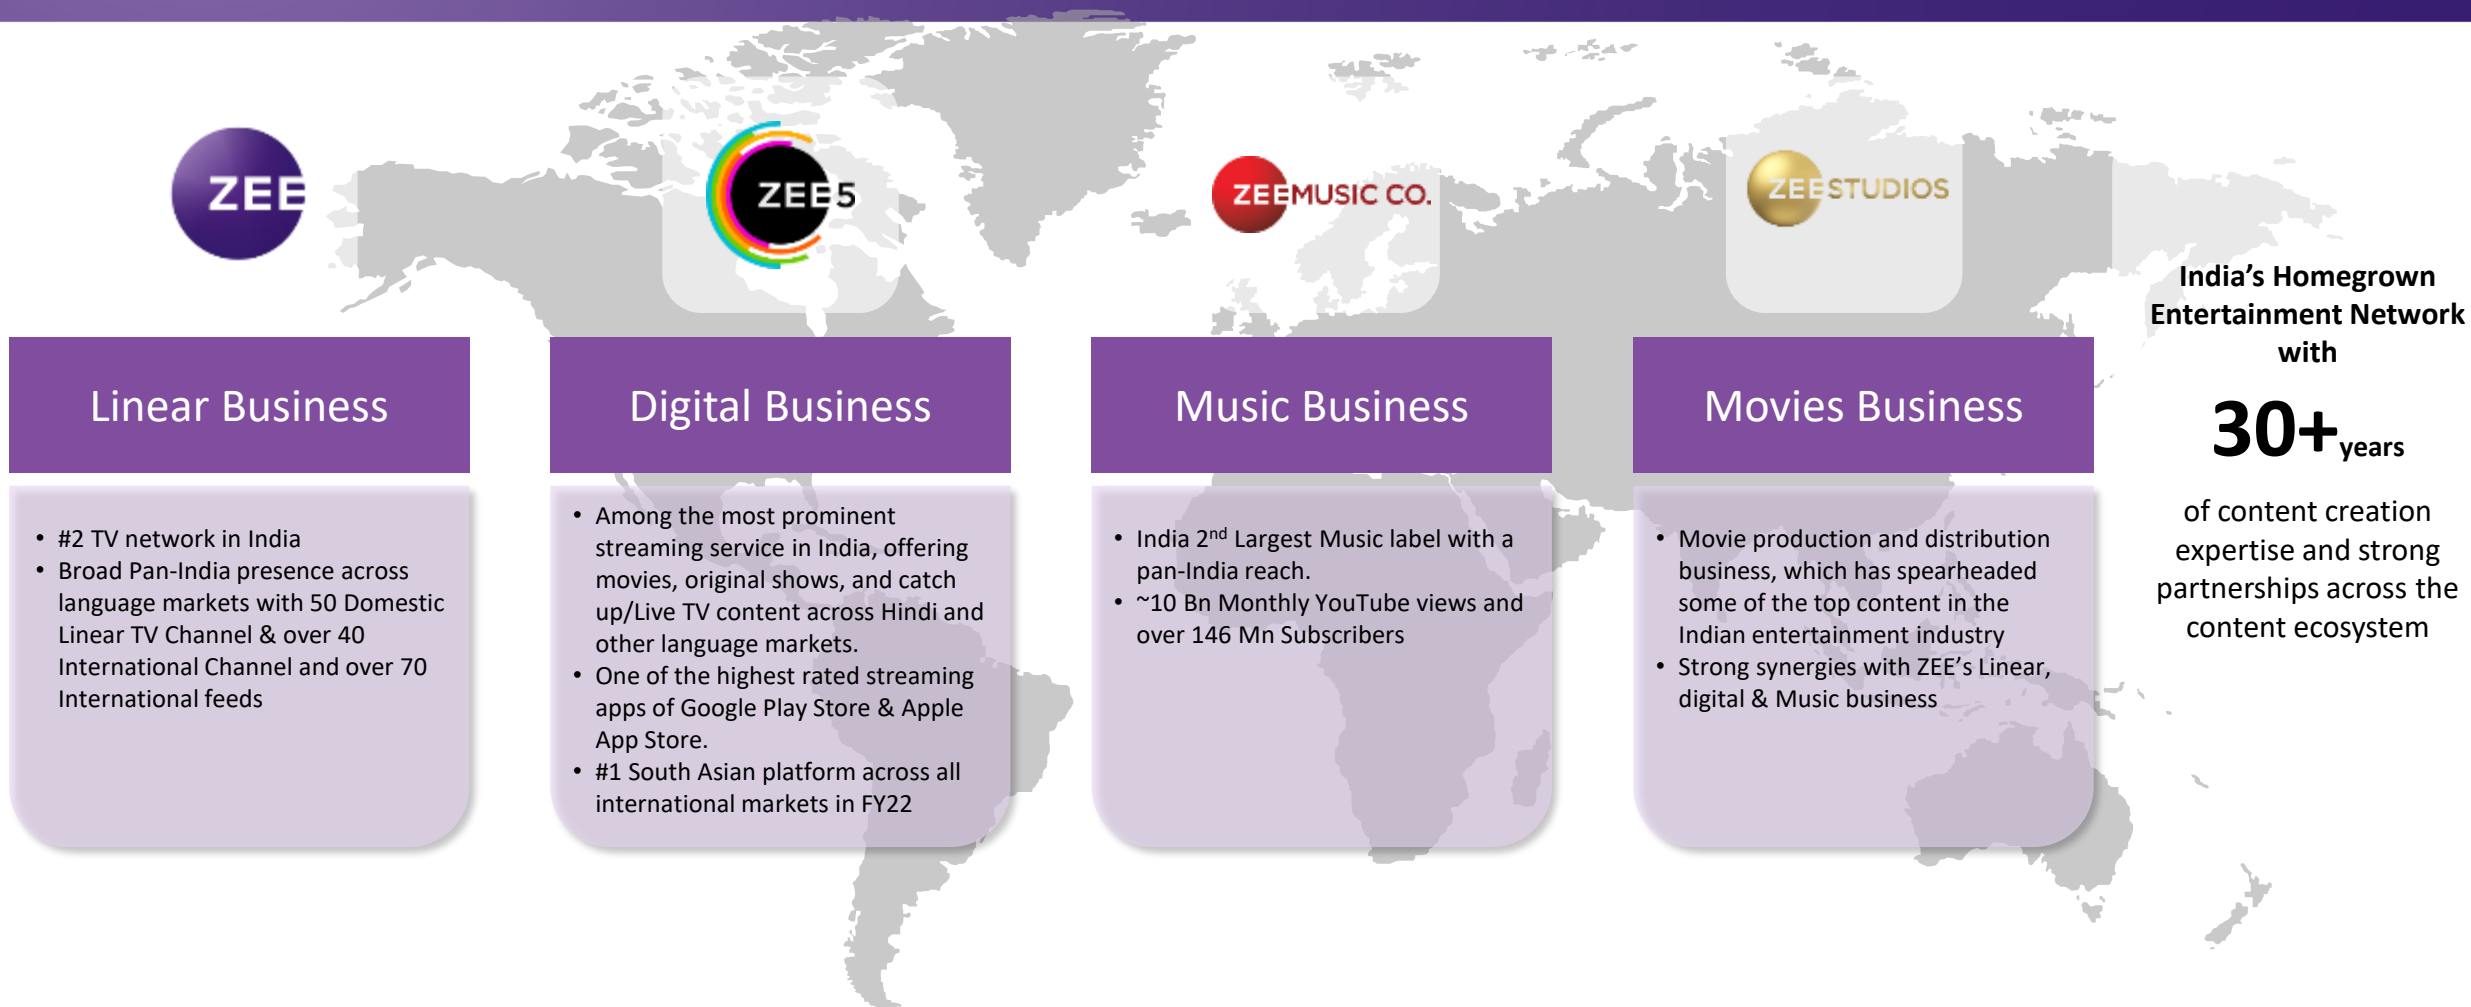 ZEE
ZEE5
ZEEMUSIC CO.
ZEESTUDIOS
Linear Business
• #2 TV network in India
• Broad Pan-India presence across
language markets with 50 Domestic
Linear TV Channel & over 40
International Channel and over 70
International feeds
Digital Business
• Among the most prominent
streaming service in India, offering
movies, original shows, and catch
up/Live TV content across Hindi and
other language markets.
• One of the highest rated streaming
apps of Google Play Store & Apple
App Store.
• #1 South Asian platform across all
international markets in FY22
Music Business
• India 2nd Largest Music label with a
pan-India reach.
• ~10 Bn Monthly YouTube views and
over 146 Mn Subscribers
Movies Business
• Movie production and distribution
business, which has spearheaded
some of the top content in the
Indian entertainment industry
• Strong synergies with ZEE’s Linear,
digital & Music business
India’s Homegrown
Entertainment Network
with
30+years
of content creation
expertise and strong
partnerships across the
content ecosystem